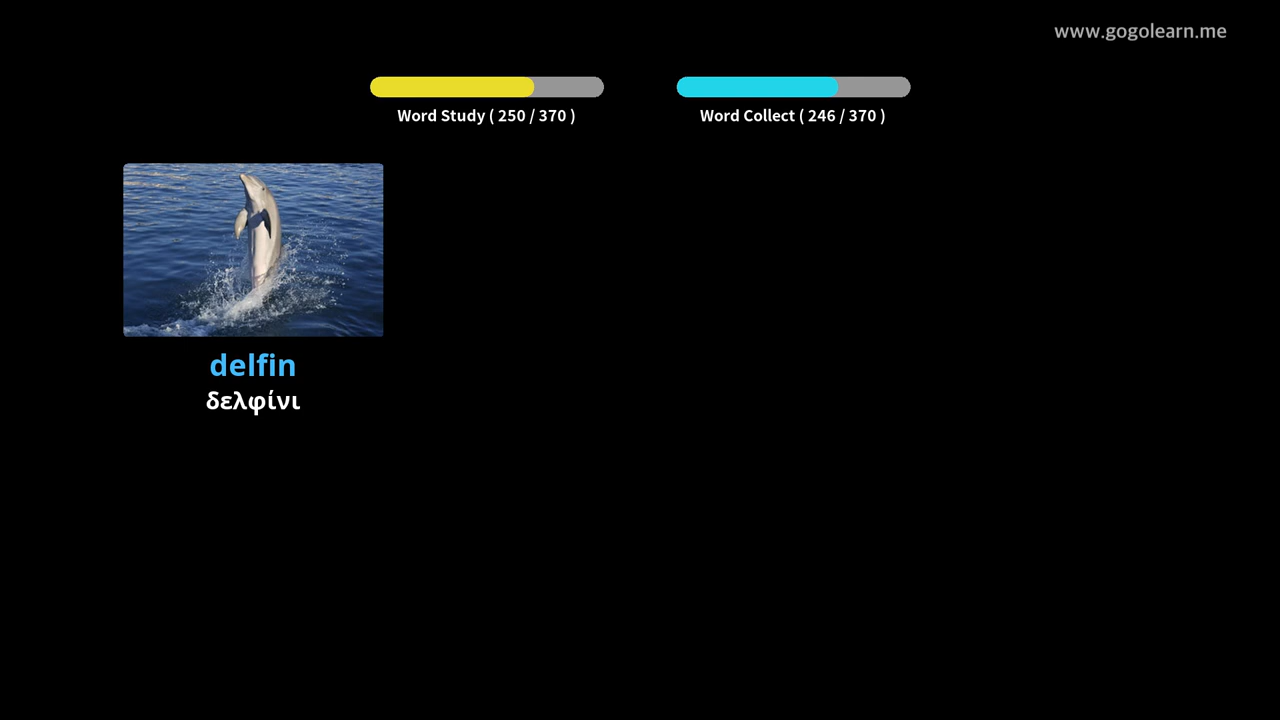 www.gogolearn.me
Word Study ( 250 / 370 )
Word Collect ( 246 / 370 )
delfin
δελφίνι